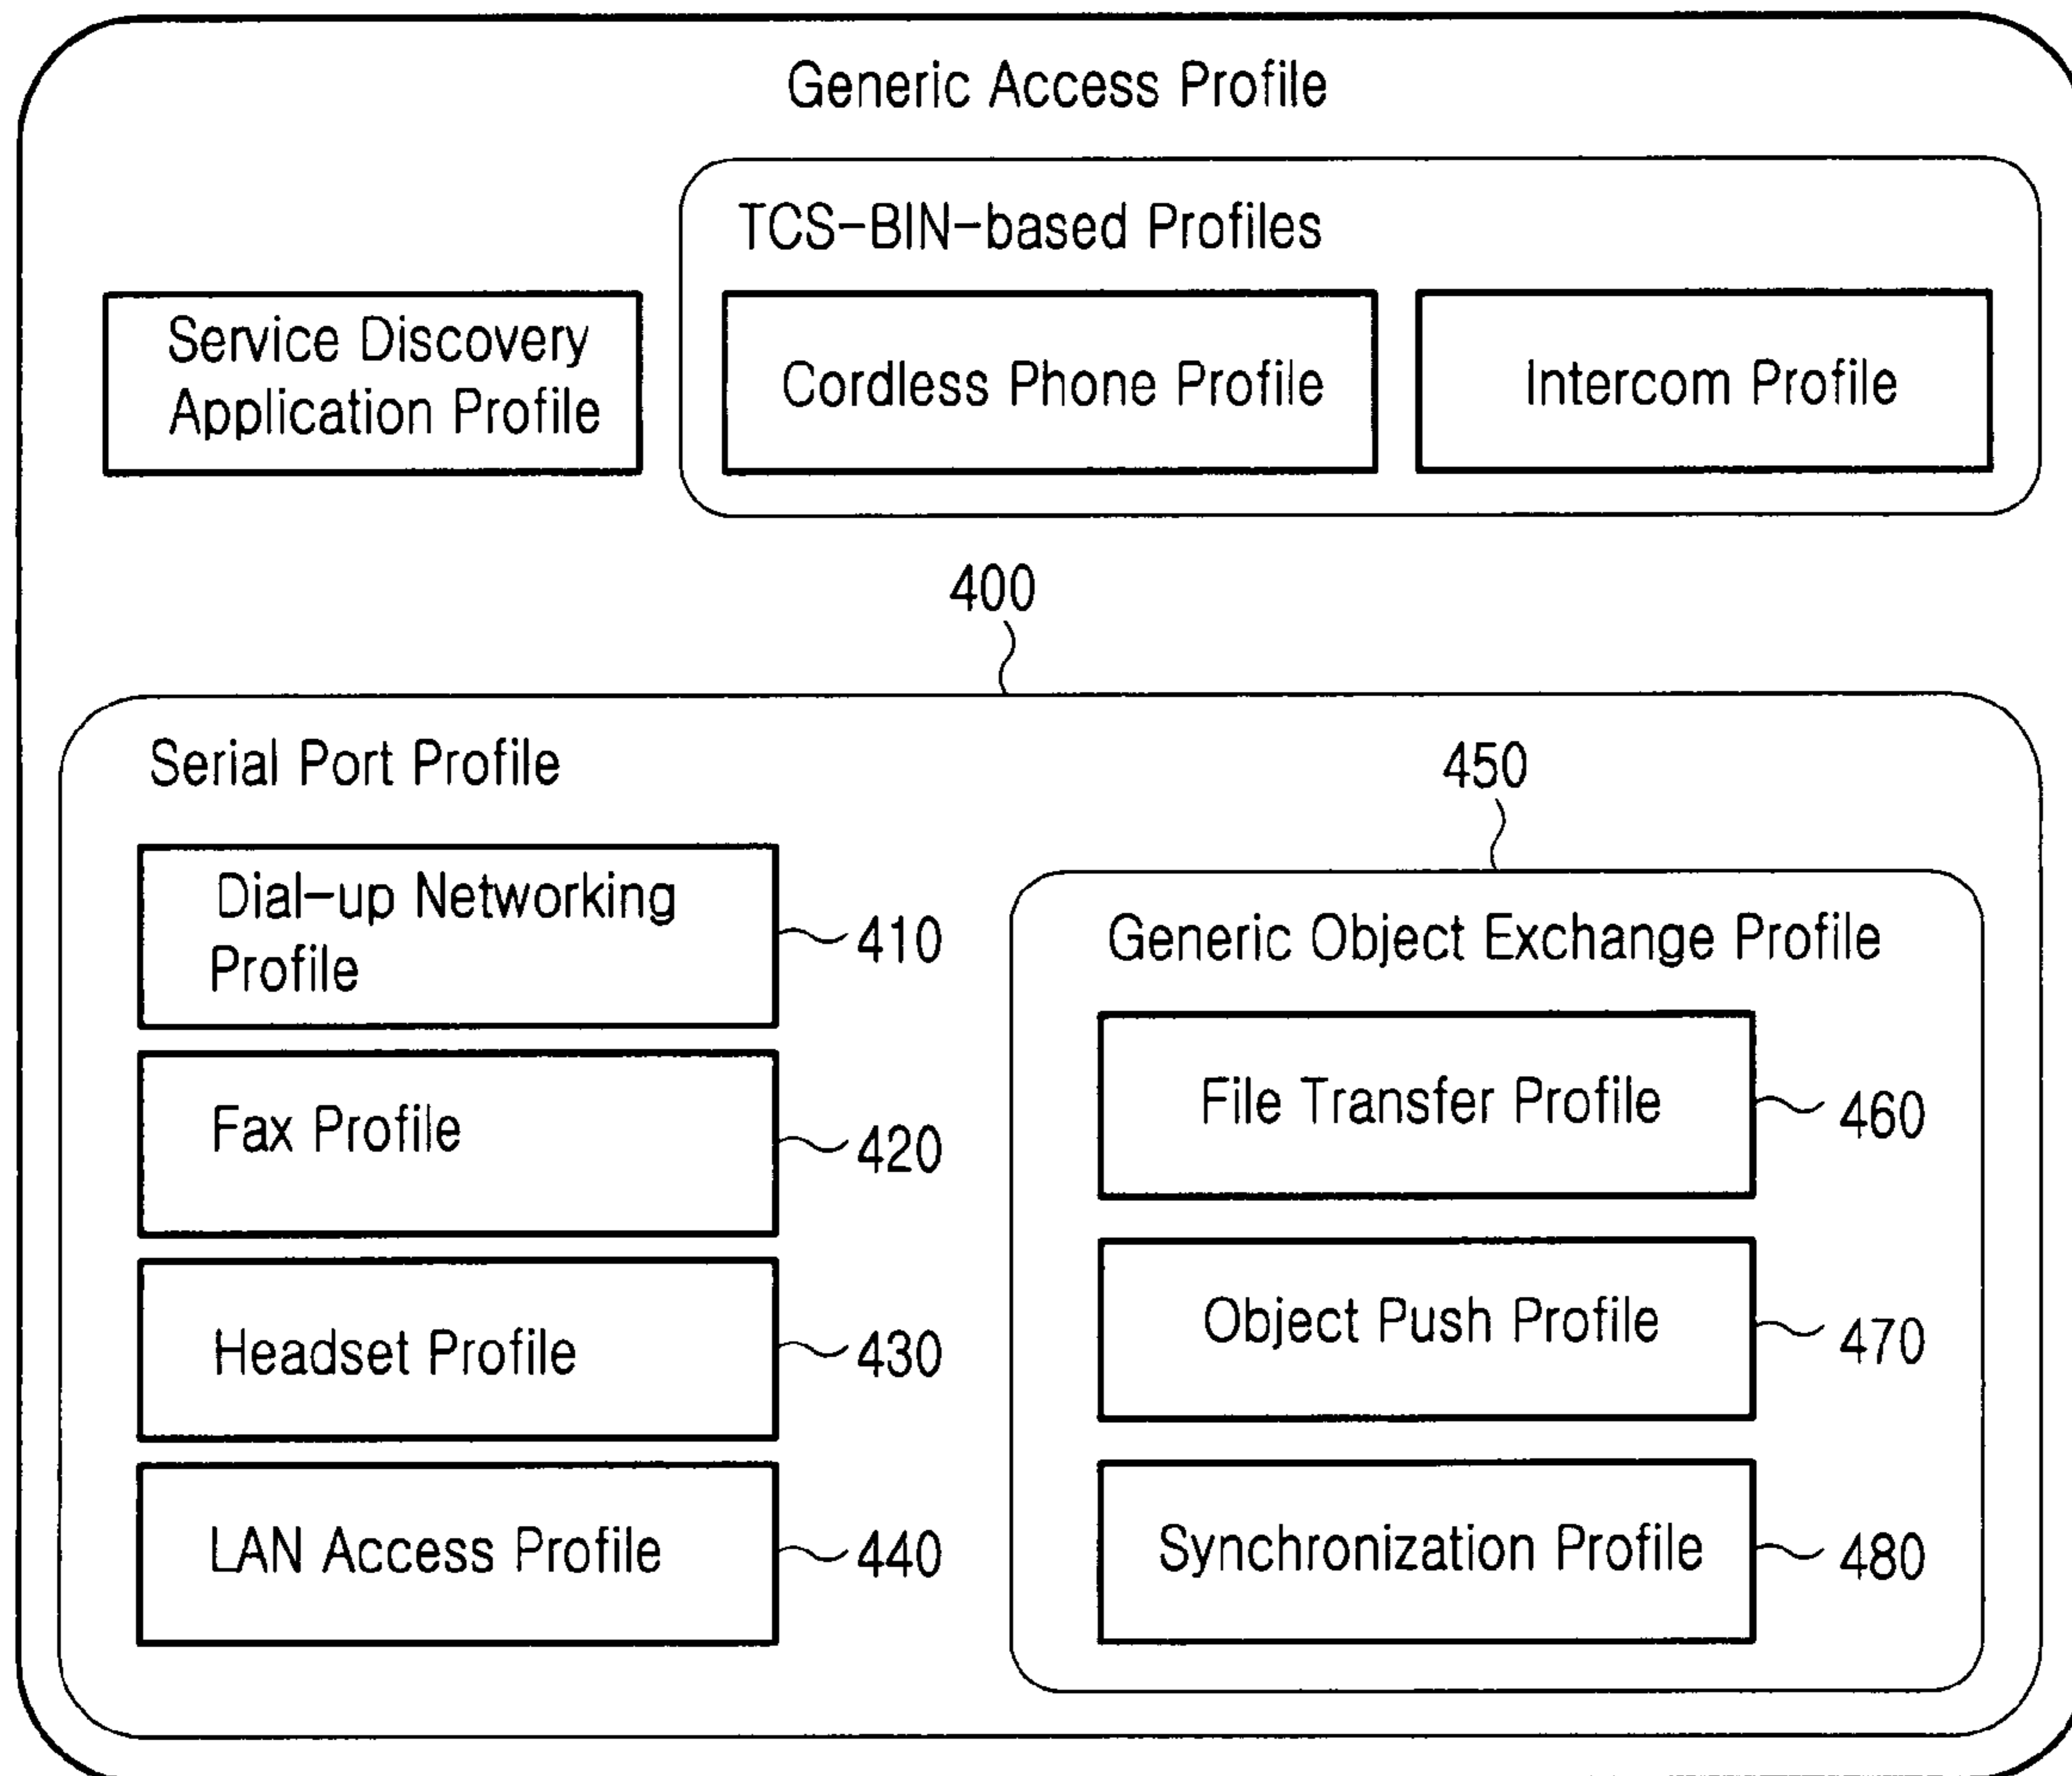 Generic Access Profile
TCS-BIN-based Profiles
Service Discovery
Application Profile
Cordless Phone Profile
Intercom Profile
400
Serial Port Profile
450
Dial-up Networking
Profile
410
Generic Object Exchange Profile
File Transfer Profile
460
Fax Profile
420
Object Push Profile
470
Headset Profile
430
Synchronization Profile
480
LAN Access Profile
440